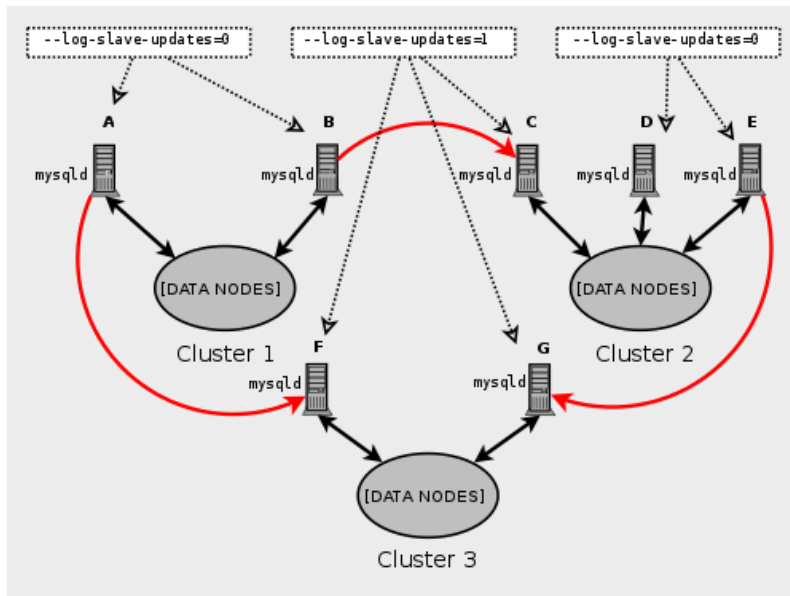 --log-slave-updates=0
--log-slave-updates=1
--log-slave-updates=0
A
B
C
D
E
mysqld
mysqld
mysqld
mysqld
mysqld
[DATA NODES]
[DATA NODES]
Cluster 1
Cluster 2
F
G
mysqld
mysqld
[DATA NODES]
Cluster 3